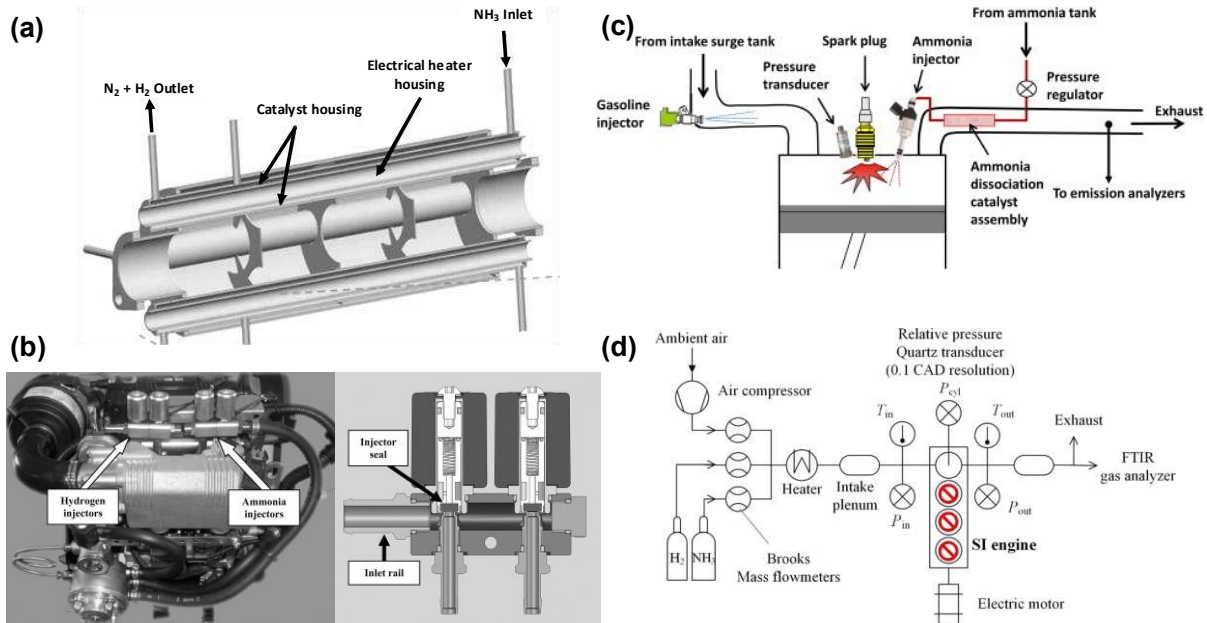 (a)
NH3 Inlet
Electrical heater
housing
N2 + H2 Outlet
Catalyst housing
(b)
Hydrogen
injectors
Ammonia
injectors
Injector
seal
Inlet rail
(c)
From ammonia tank
From intake surge tank
Spark plug
Ammonia
injector
Pressure
transducer
Pressure
regulator
Gasoline
injector
Exhaust
Ammonia
dissociation
catalyst
assembly
To emission analyzers
(d)
Relative pressure
Quartz transducer
(0.1 CAD resolution)
Ambient air
Air compressor
Pcyl
Tin
Tout
Exhaust
FTIR
gas analyzer
Heater
Intake
plenum
Pin
Pout
SI engine
H2
NH3
Brooks
Mass flowmeters
Electric motor